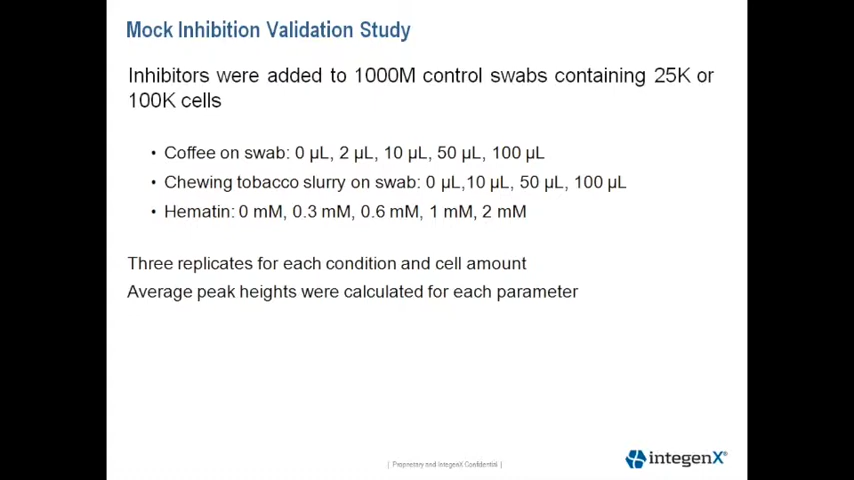 Mock Inhibition Validation Study
Inhibitors were added to 1000M control swabs containing 25K or
100K cells
• Coffee on swab: 0 µL, 2 µL, 10 µL, 50 µL, 100 µL
• Chewing tobacco slurry on swab: 0 µL,10 µL, 50 µL, 100 µL
• Hematin: 0 mM, 0.3 mM, 0.6 mM, 1 mM, 2 mM
Three replicates for each condition and cell amount
Average peak heights were calculated for each parameter
| Proprietary and IntegenX Confidential |
integenX®